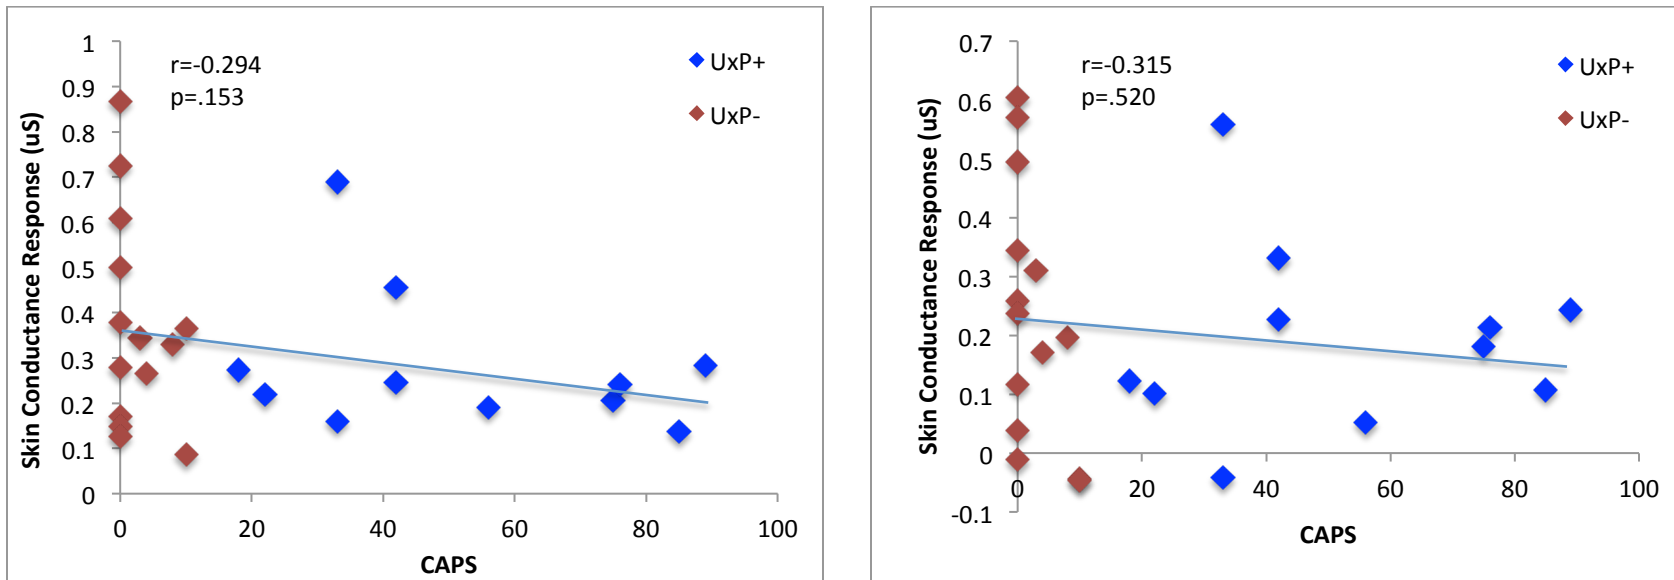 r=-0.294
p=.153
UxP+
UxP-
Skin Conductance Response (uS)
1
0.9
0.8
0.7
0.6
0.5
0.4
0.3
0.2
0.1
0
0 20 40 60 80 100
CAPS
r=-0.315
p=.520
UxP+
UxP-
Skin Conductance Response (uS)
0.7
0.6
0.5
0.4
0.3
0.2
0.1
0
-0.1
0 20 40 60 80 100
CAPS